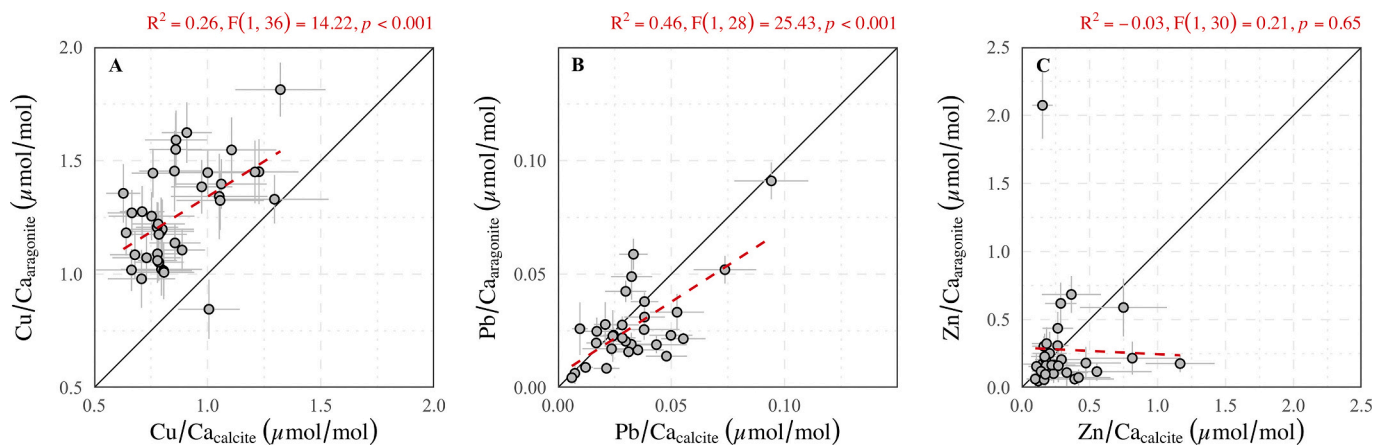 R² = 0.26, F(1, 36) = 14.22, p < 0.001
A
2.0
1.5
1.0
0.5
Cu/Ca_aragonite (μmol/mol)
0.5 1.0 1.5 2.0
Cu/Ca_calcite (μmol/mol)
R² = 0.46, F(1, 28) = 25.43, p < 0.001
B
0.10
0.05
0.00
Pb/Ca_aragonite (μmol/mol)
0.00 0.05 0.10
Pb/Ca_calcite (μmol/mol)
R² = −0.03, F(1, 30) = 0.21, p = 0.65
C
2.5
2.0
1.5
1.0
0.5
0.0
Zn/Ca_aragonite (μmol/mol)
0.0 0.5 1.0 1.5 2.0 2.5
Zn/Ca_calcite (μmol/mol)